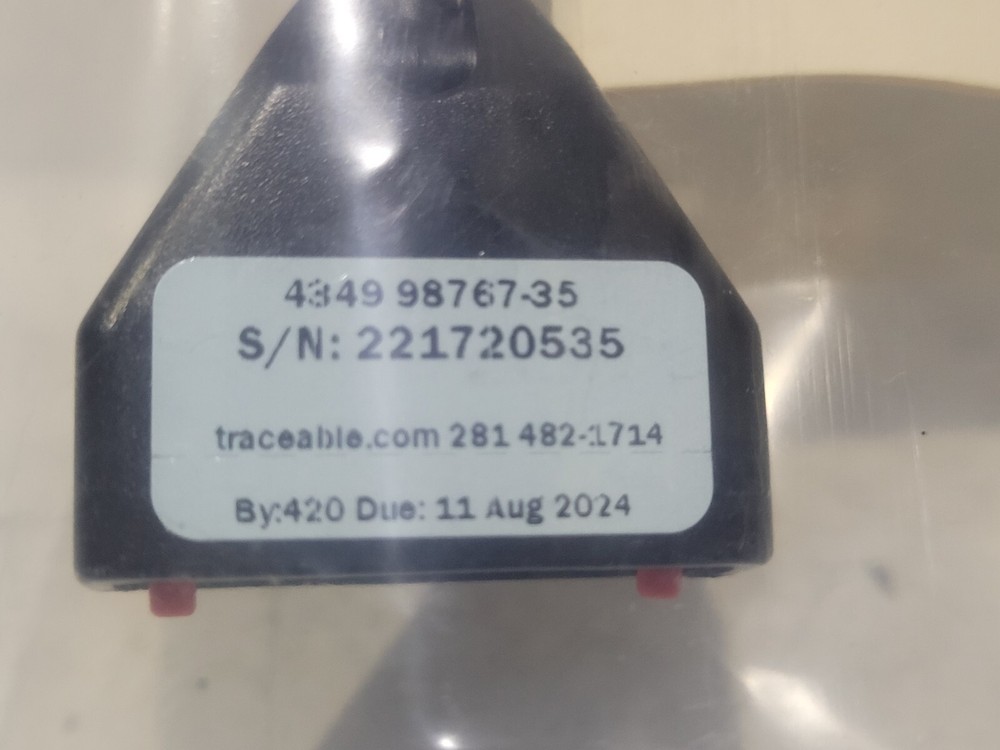 4349 98767-35
S/N: 221720535
traceable.com 281 482-1714
By:420 Due: 11 Aug 2024